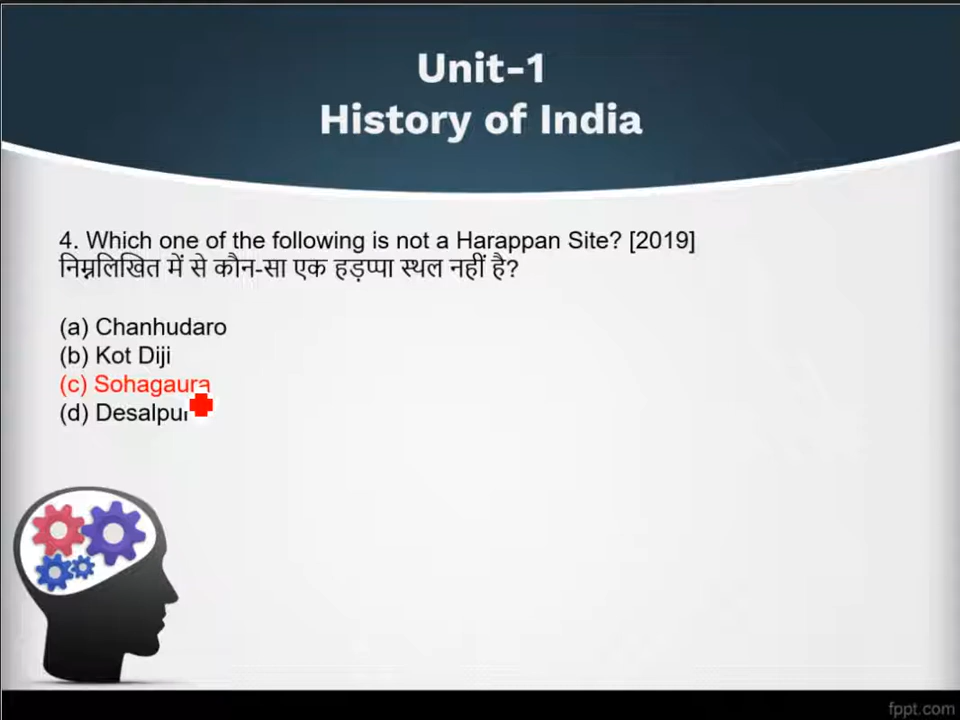 Unit-1
History of India
4. Which one of the following is not a Harappan Site? [2019]
निम्नलिखित में से कौन-सा एक हड़प्पा स्थल नहीं है?
(a) Chanhudaro
(b) Kot Diji
(c) Sohagaura
(d) Desalpur
fppt.com